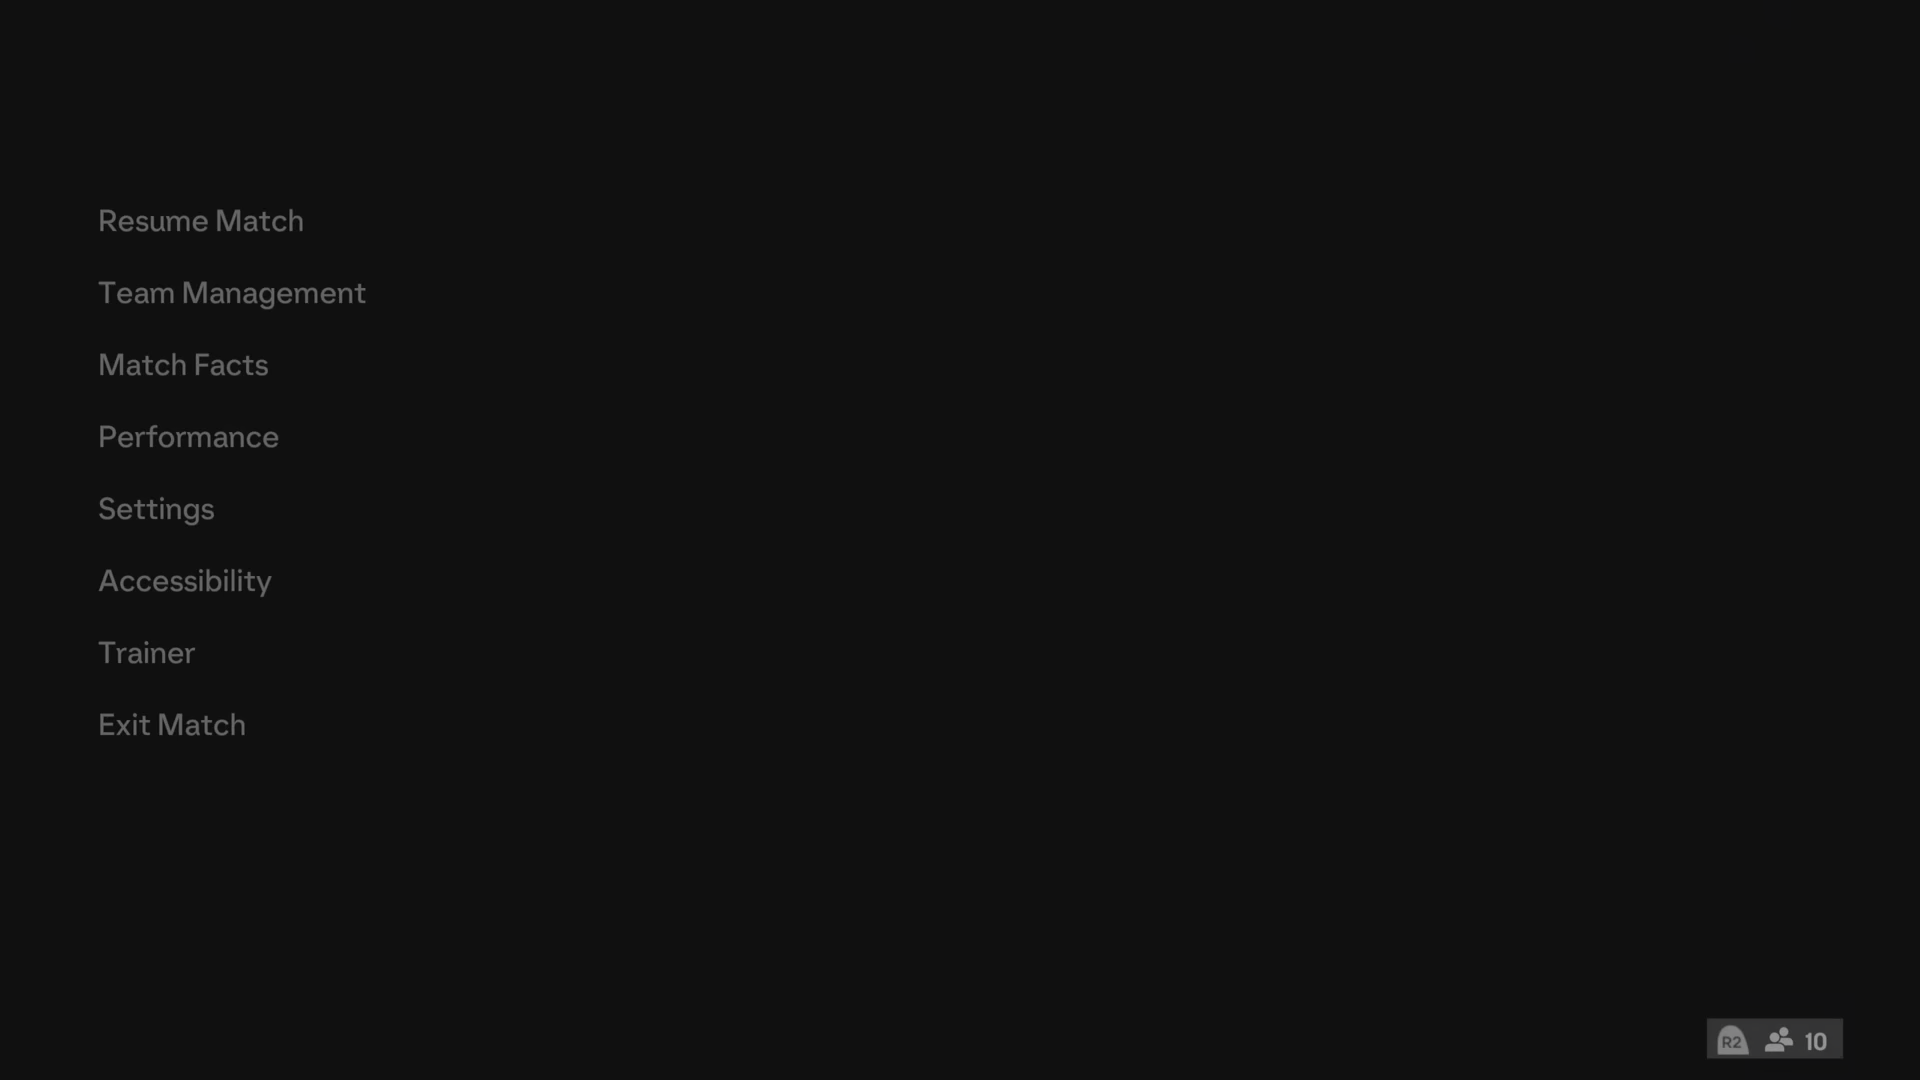 Resume Match
Team Management
Match Facts
Performance
Settings
Accessibility
Trainer
Exit Match
R2 10